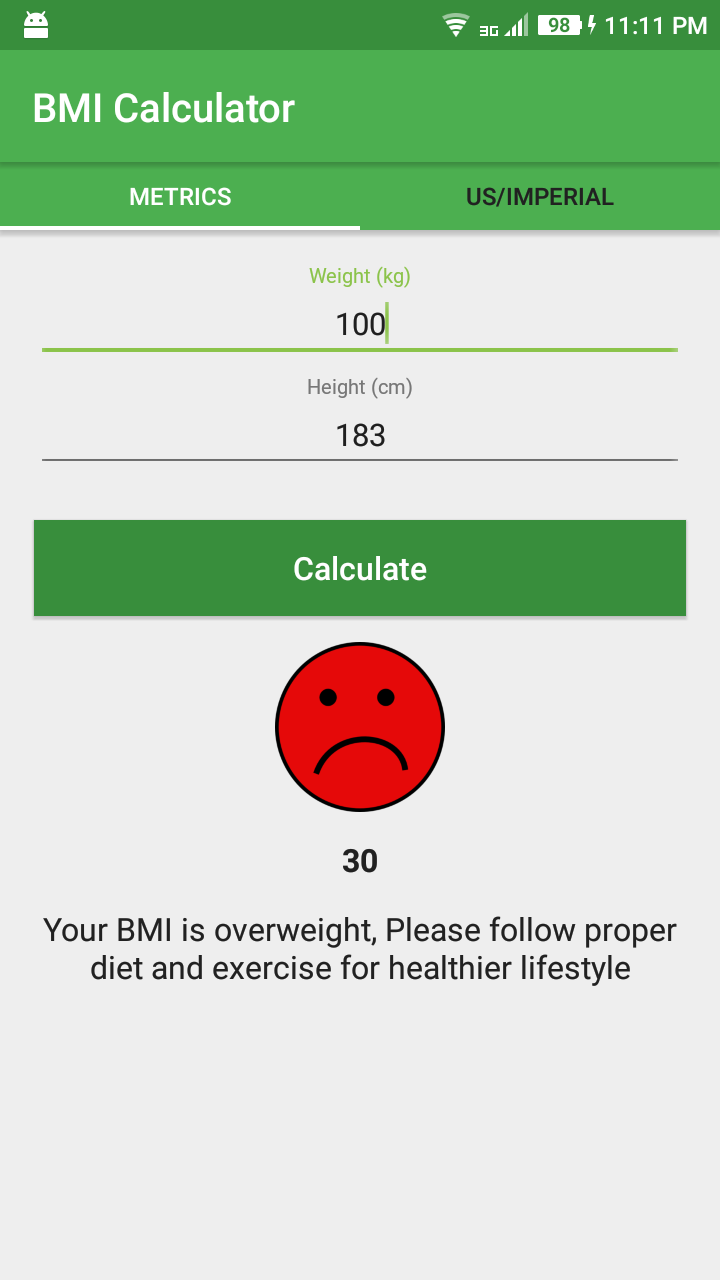 3G 98 11:11 PM
BMI Calculator
METRICS US/IMPERIAL
Weight (kg)
100
Height (cm)
183
Calculate
30
Your BMI is overweight, Please follow proper
diet and exercise for healthier lifestyle